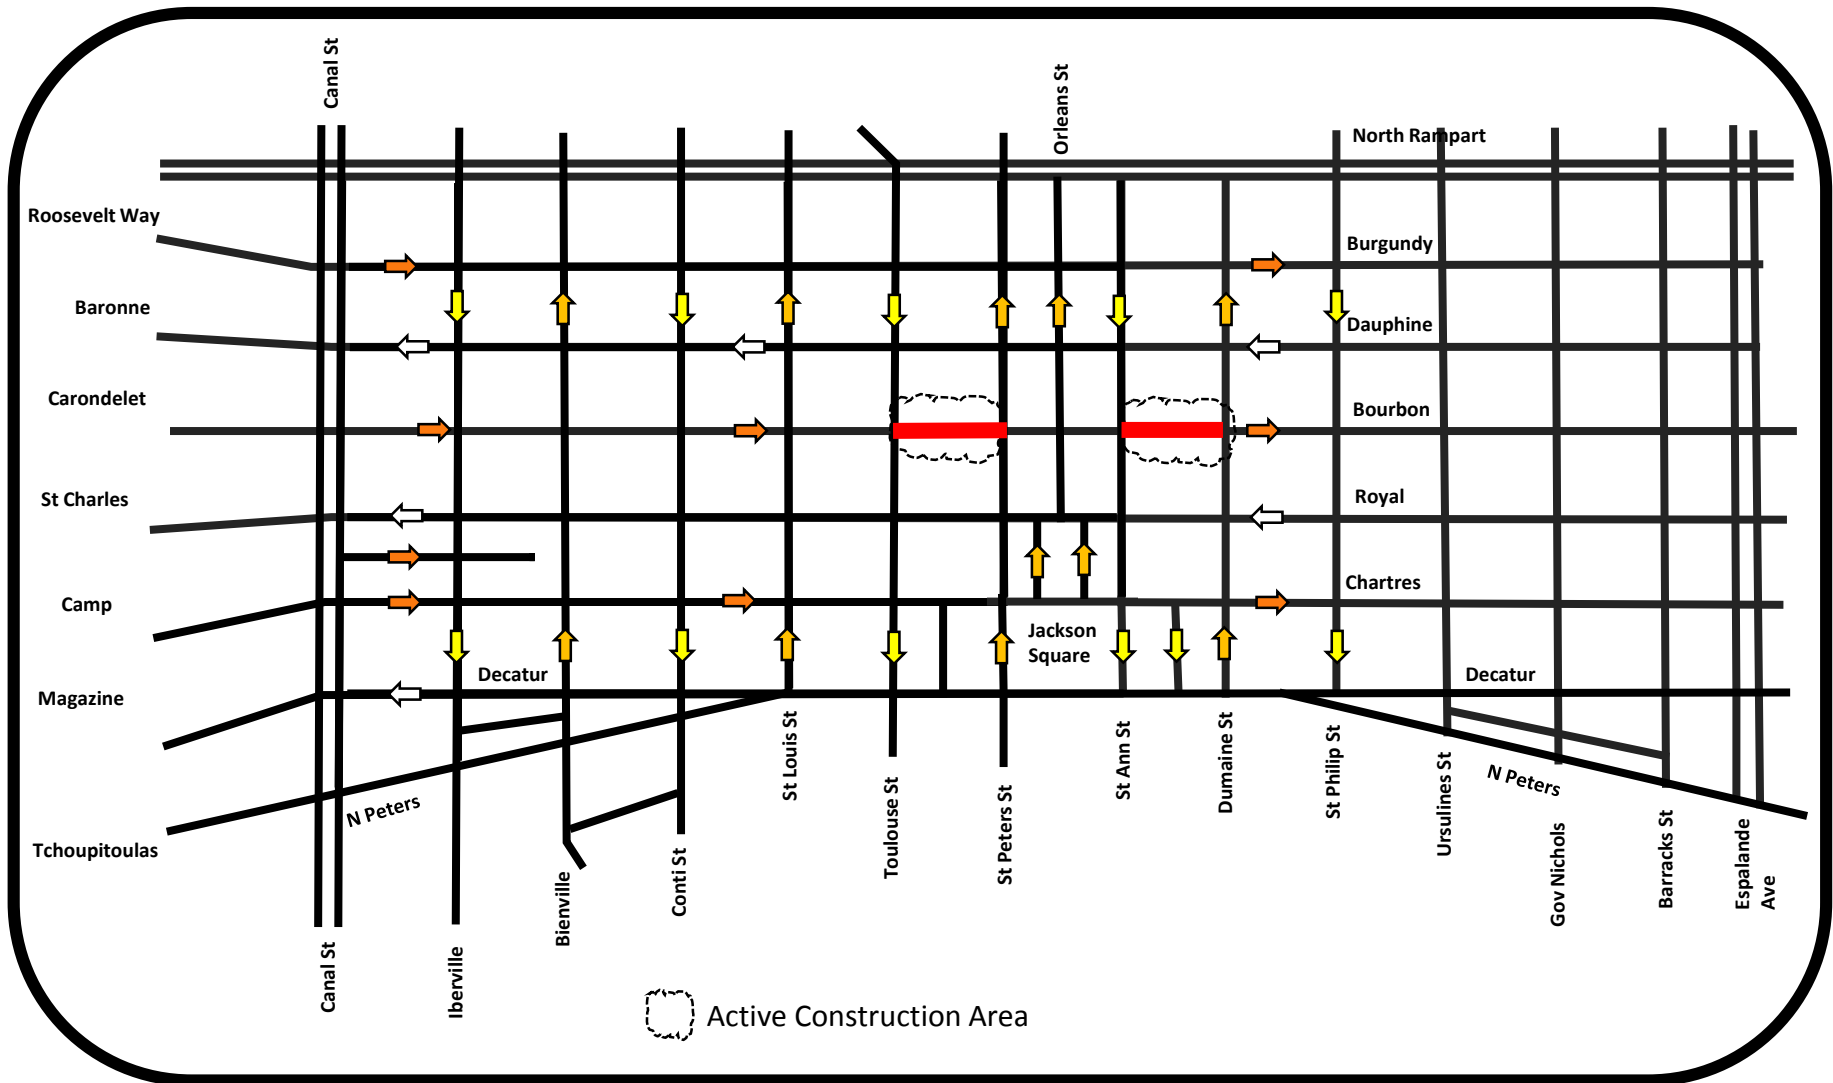 Canal St
Orleans St
North Rampart
Roosevelt Way
Burgundy
Baronne
Dauphine
Carondelet
Bourbon
St Charles
Royal
Camp
Chartres
Jackson
Square
Magazine
Decatur
Decatur
N Peters
N Peters
Tchoupitoulas
Canal St
Iberville
Bienville
Conti St
St Louis St
Toulouse St
St Peters St
St Ann St
Dumaine St
St Philip St
Ursulines St
Gov Nichols
Barracks St
Espalande
Ave
Active Construction Area